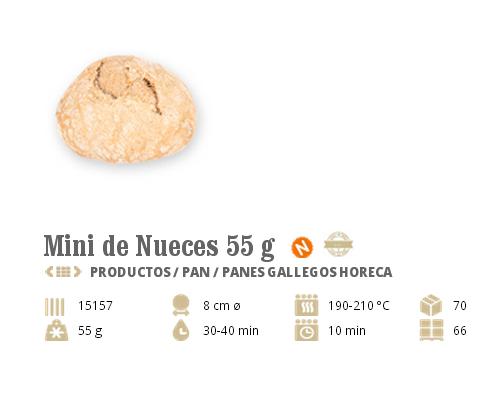 Mini de Nueces 55 g N
PRODUCTOS / PAN / PANES GALLEGOS HORECA
15157 8 cm ø 190-210 °C 70
55 g 30-40 min 10 min 66